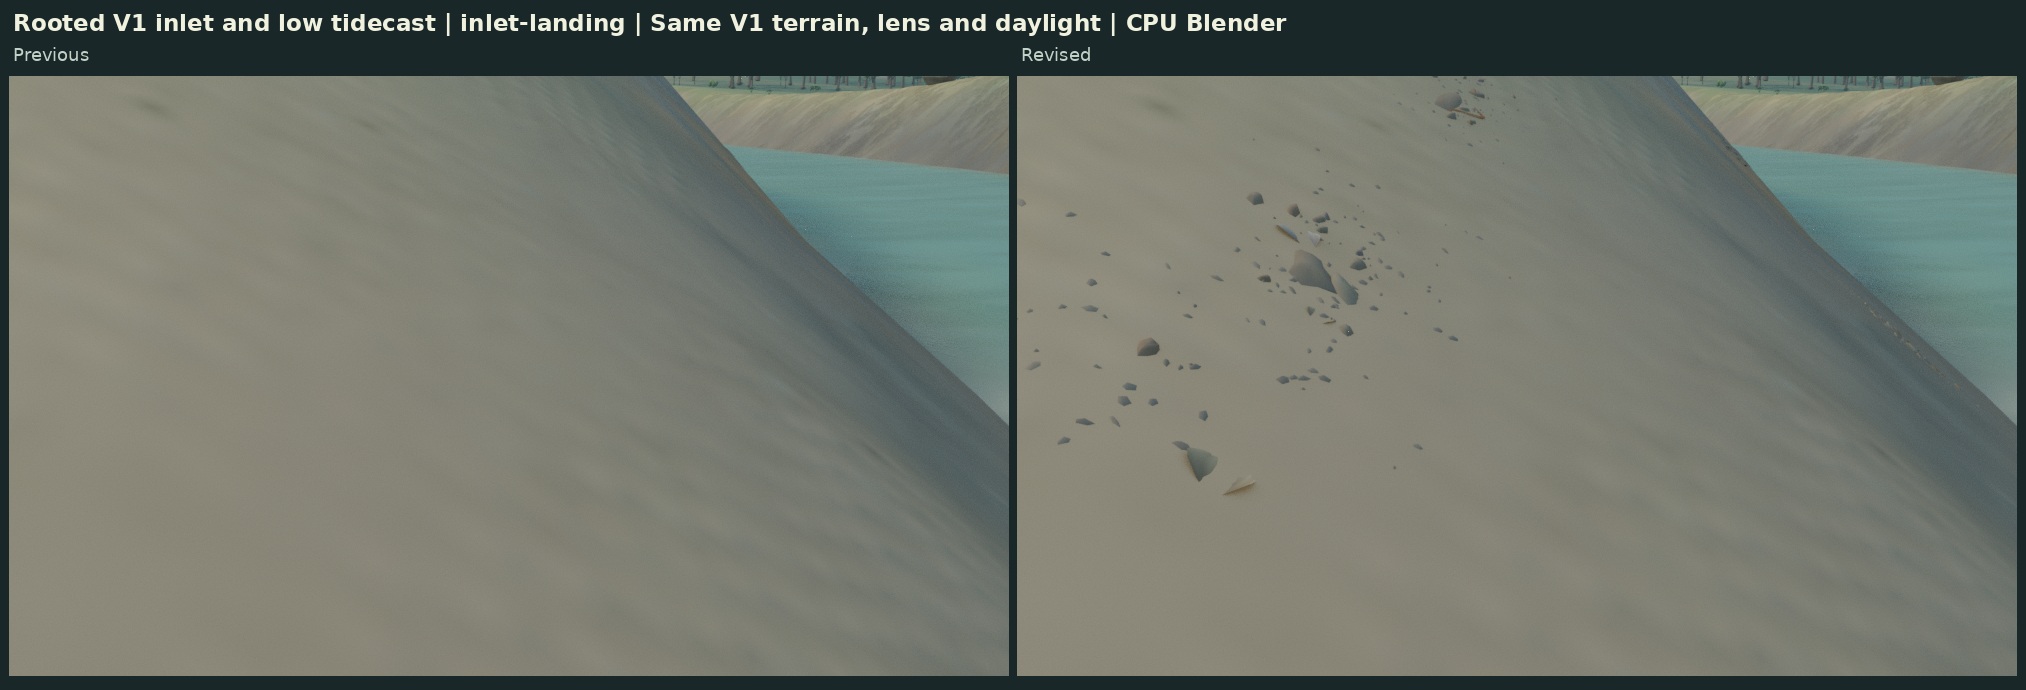 Rooted V1 inlet and low tidecast | inlet-landing | Same V1 terrain, lens and daylight | CPU Blender
Previous
Revised